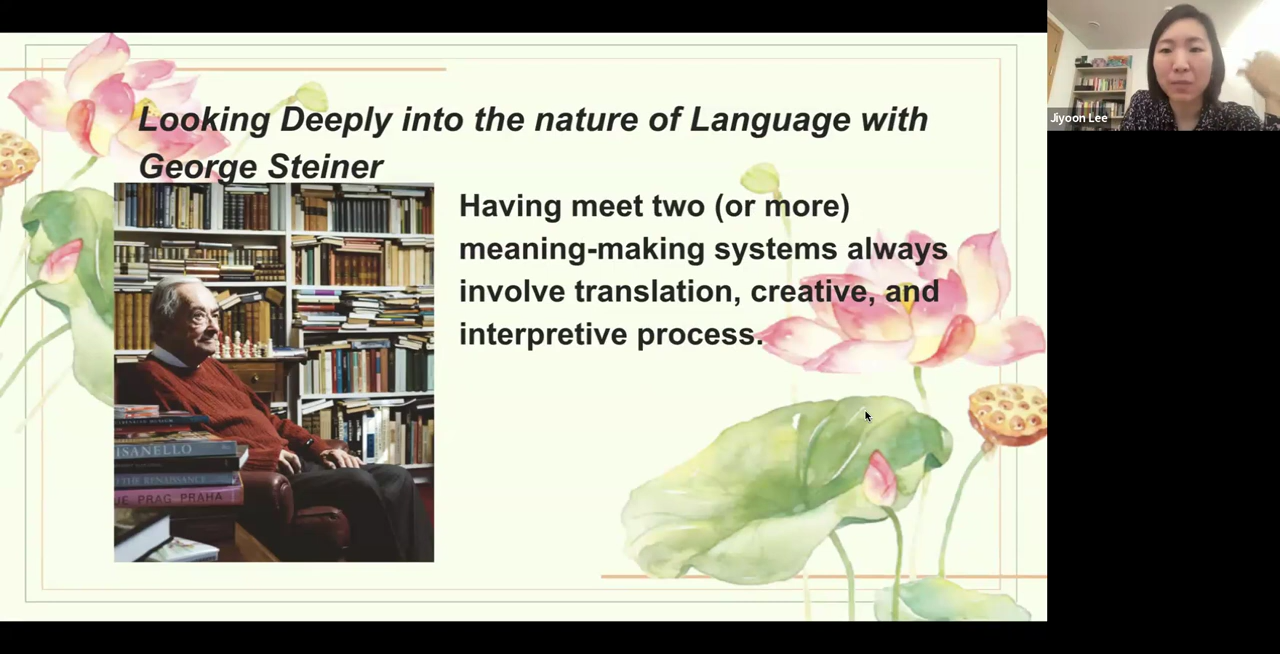 Looking Deeply into the nature of Language with
George Steiner
Having meet two (or more)
meaning-making systems always
involve translation, creative, and
interpretive process.
ISANELLO
THE RENAISSANCE
UE PRAG PRAHA
Jiyoon Lee